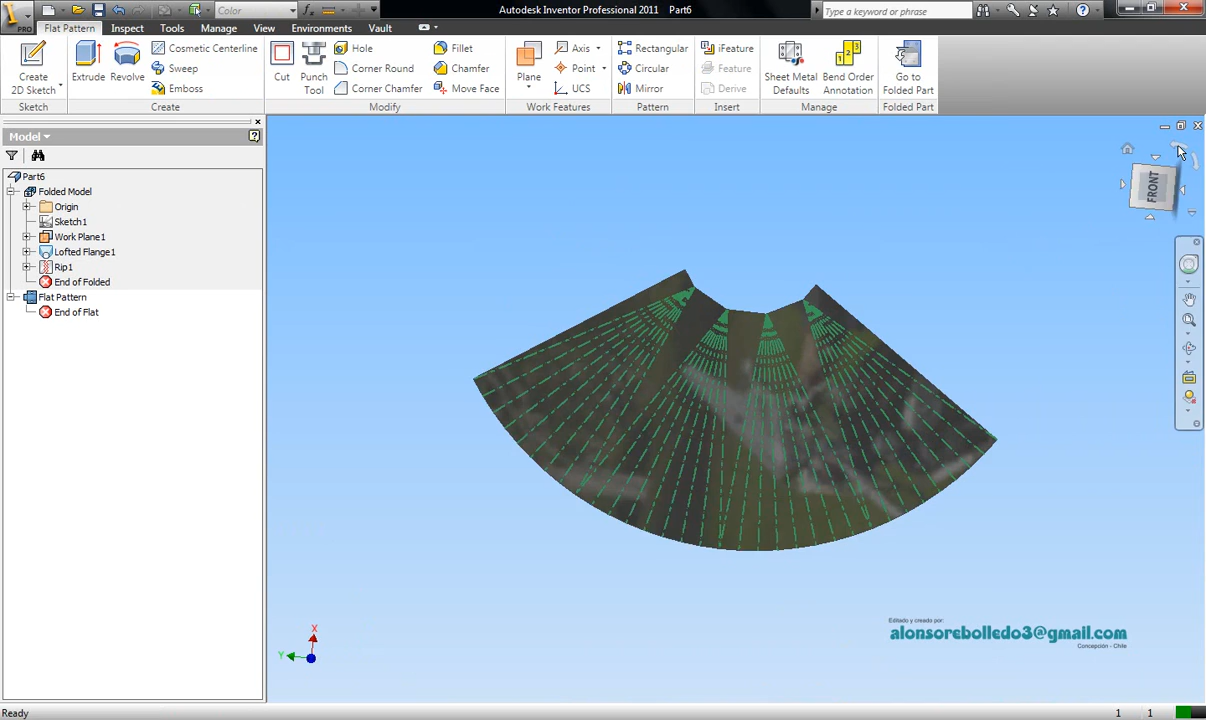 PRO
Color
Autodesk Inventor Professional 2011 Part6
Type a keyword or phrase
Flat Pattern Inspect Tools Manage View Environments Vault
Create
2D Sketch
Extrude
Revolve
Cosmetic Centerline
Sweep
Emboss
Cut
Punch
Tool
Hole
Corner Round
Corner Chamfer
Fillet
Chamfer
Move Face
Plane
Axis
Point
UCS
Rectangular
Circular
Mirror
iFeature
Feature
Derive
Sheet Metal
Defaults
Bend Order
Annotation
Go to
Folded Part
Sketch
Create
Modify
Work Features
Pattern
Insert
Manage
Folded Part
Model
Part6
Folded Model
Origin
Sketch1
Work Plane1
Lofted Flange1
Rip1
End of Folded
Flat Pattern
End of Flat
FRONT
X
Y
Editado y creado por:
alonsorebolledo3@gmail.com
Concepción - Chile
Ready
1 1